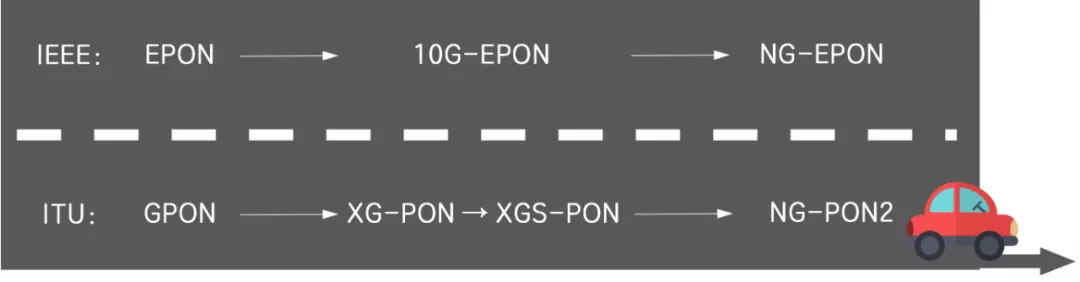 IEEE: EPON → 10G-EPON → NG-EPON
ITU: GPON → XG-PON → XGS-PON → NG-PON2